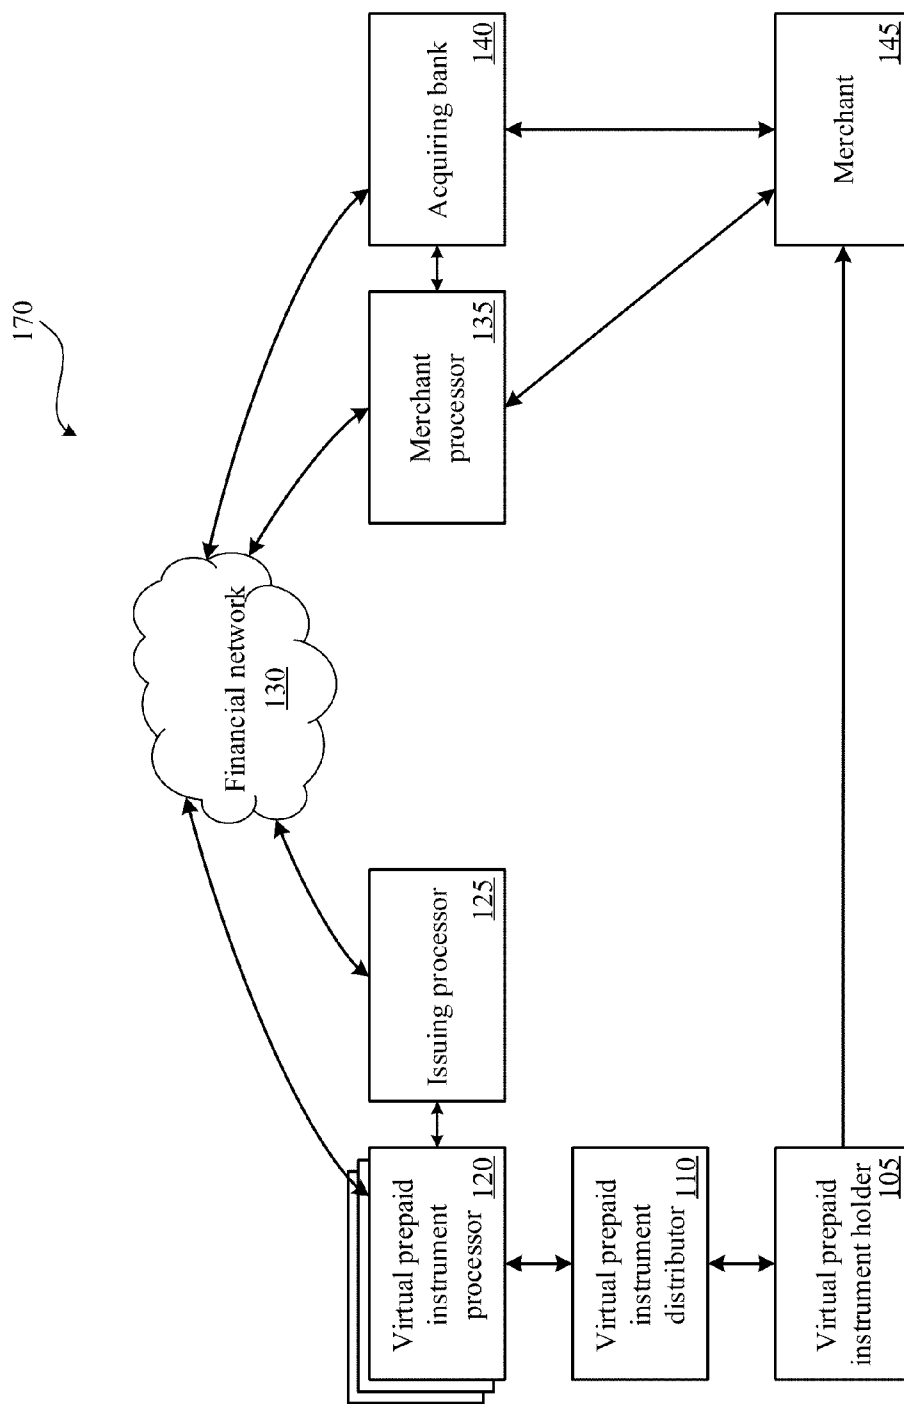 170
Financial network
130
Virtual prepaid
instrument
processor
120
Issuing processor
125
Merchant
processor
135
Acquiring bank
140
Virtual prepaid
instrument
distributor
110
Virtual prepaid
instrument holder
105
Merchant
145